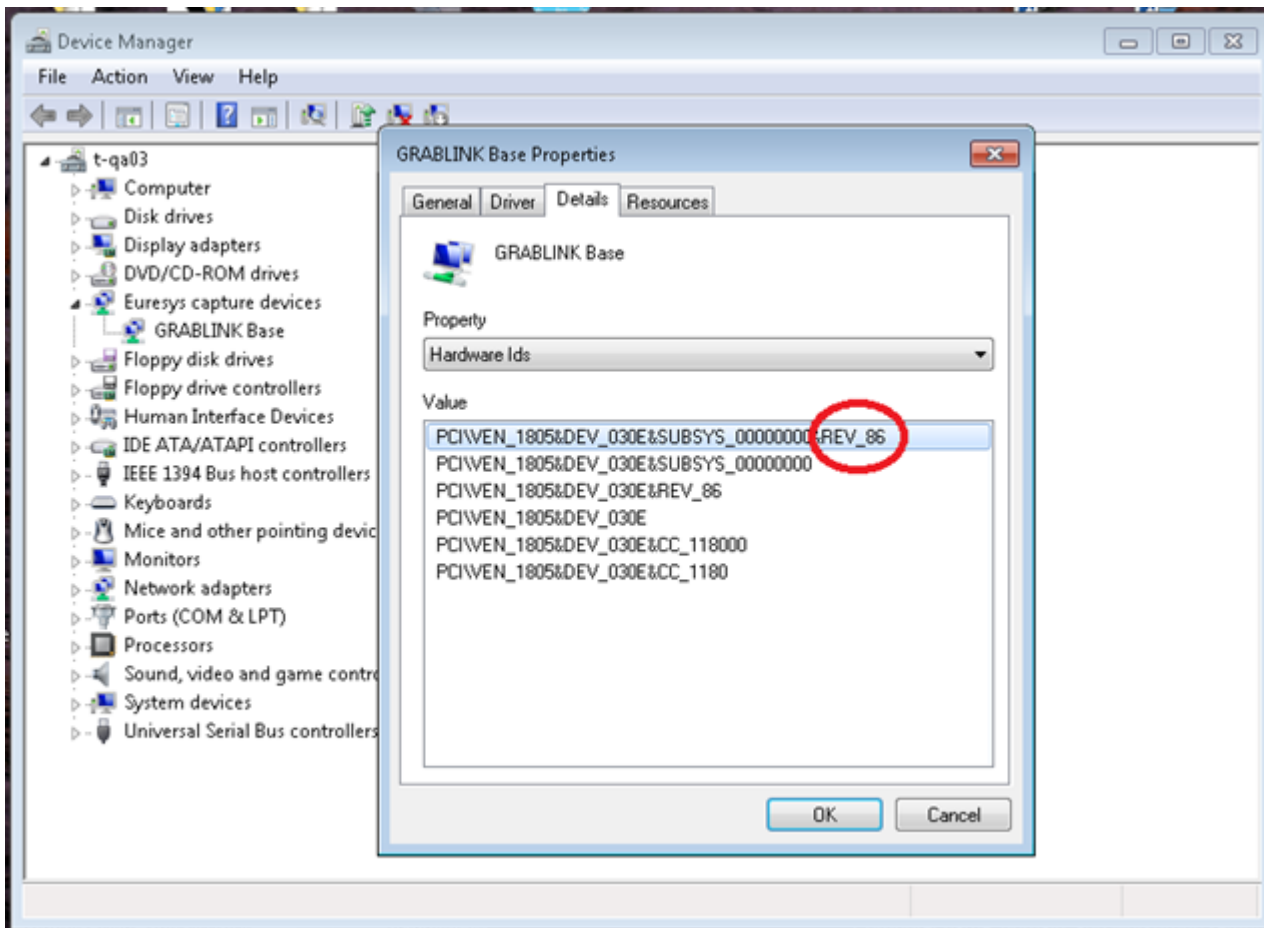 Device Manager
File Action View Help
t-qa03
Computer
Disk drives
Display adapters
DVD/CD-ROM drives
Euresys capture devices
GRABLINK Base
Floppy disk drives
Floppy drive controllers
Human Interface Devices
IDE ATA/ATAPI controllers
IEEE 1394 Bus host controllers
Keyboards
Mice and other pointing devic
Monitors
Network adapters
Ports (COM & LPT)
Processors
Sound, video and game contro
System devices
Universal Serial Bus controllers
GRABLINK Base Properties
General Driver Details Resources
GRABLINK Base
Property
Hardware Ids
Value
PCI\VEN_1805&DEV_030E&SUBSYS_00000000&REV_86
PCI\VEN_1805&DEV_030E&SUBSYS_00000000
PCI\VEN_1805&DEV_030E&REV_86
PCI\VEN_1805&DEV_030E
PCI\VEN_1805&DEV_030E&CC_118000
PCI\VEN_1805&DEV_030E&CC_1180
OK Cancel